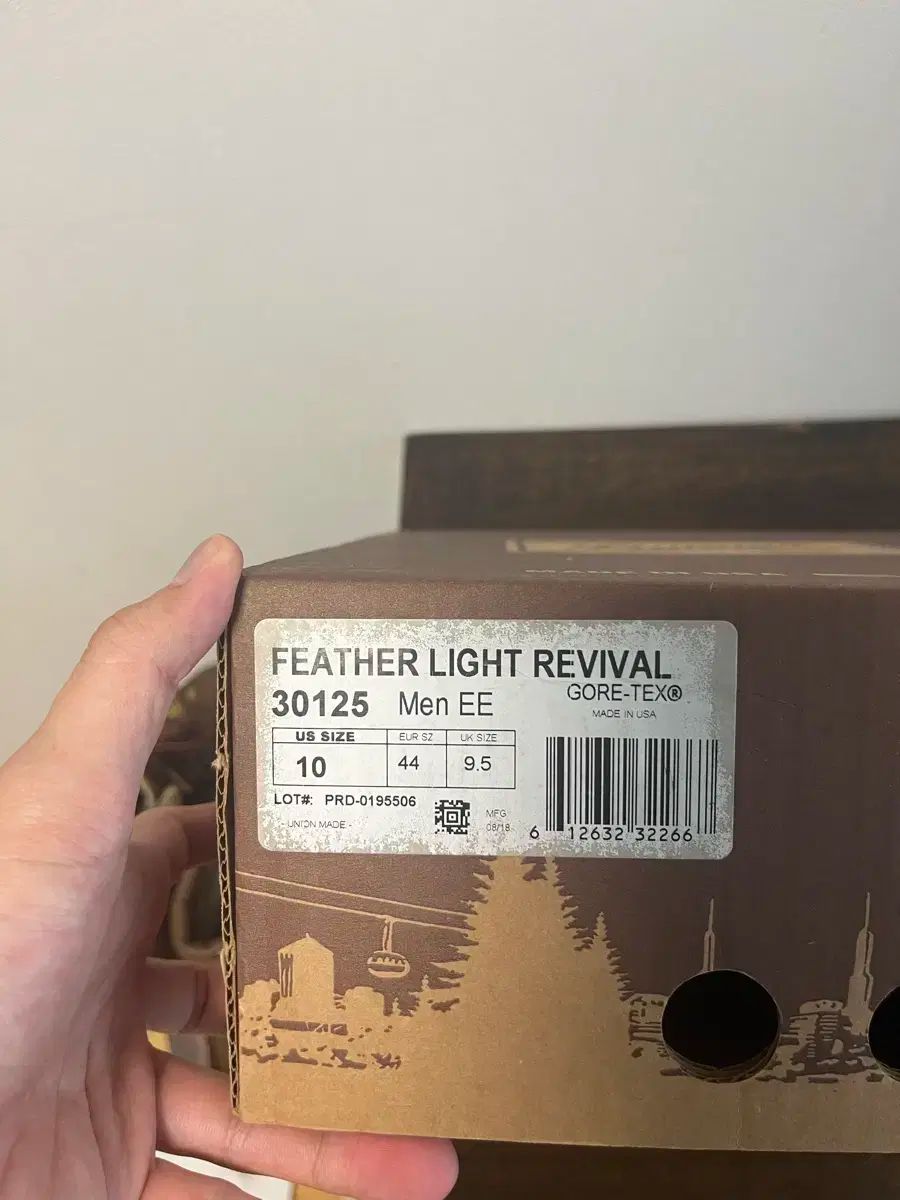 FEATHER LIGHT REVIVAL
30125 Men EE GORE-TEX®
MADE IN USA
US SIZE EUR SZ UK SIZE
10 44 9.5
LOT#: PRD-0195506
- UNION MADE -
MFG
08/18
6 12632 32266